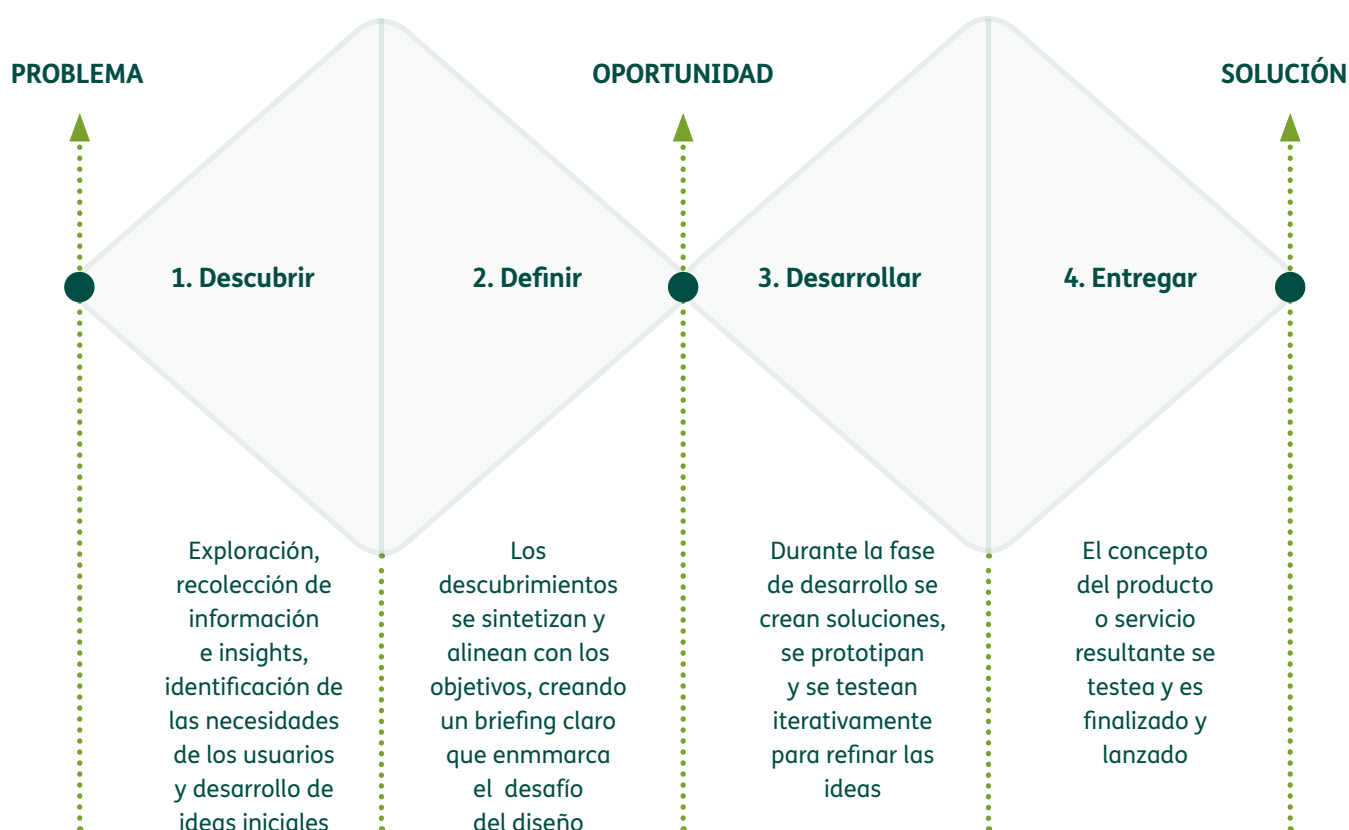 PROBLEMA
OPORTUNIDAD
SOLUCIÓN
1. Descubrir
2. Definir
3. Desarrollar
4. Entregar
Exploración,
recolección de
información
e insights,
identificación de
las necesidades
de los usuarios
y desarrollo de
ideas iniciales
Los
descubrimientos
se sintetizan y
alinean con los
objetivos, creando
un briefing claro
que enmmarca
el desafío
del diseño
Durante la fase
de desarrollo se
crean soluciones,
se prototipan
y se testean
iterativamente
para refinar las
ideas
El concepto
del producto
o servicio
resultante se
testea y es
finalizado y
lanzado